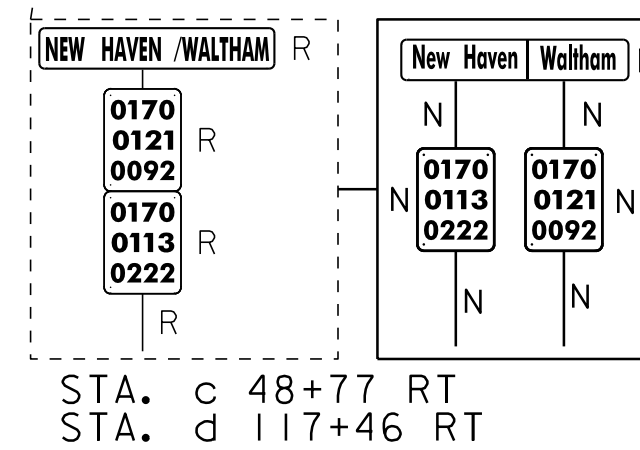 NEW HAVEN /WALTHAM R
0170
0121 R
0092
0170
0113 R
0222
R
New Haven Waltham
N N
0170 0170
N 0113 0121 N
0222 0092
N N
STA. c 48+77 RT
STA. d 117+46 RT